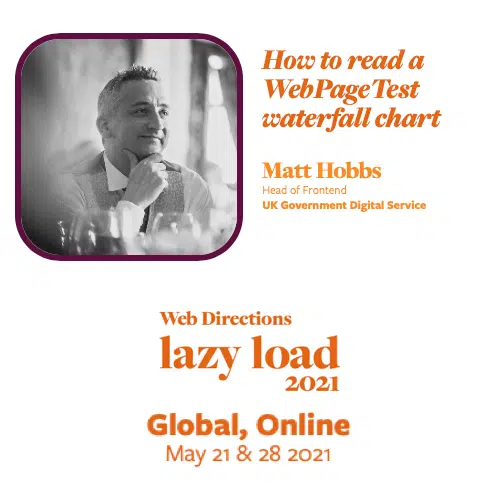 How to read a
WebPageTest
waterfall chart
Matt Hobbs
Head of Frontend
UK Government Digital Service
Web Directions
lazy load
2021
Global, Online
May 21 & 28 2021